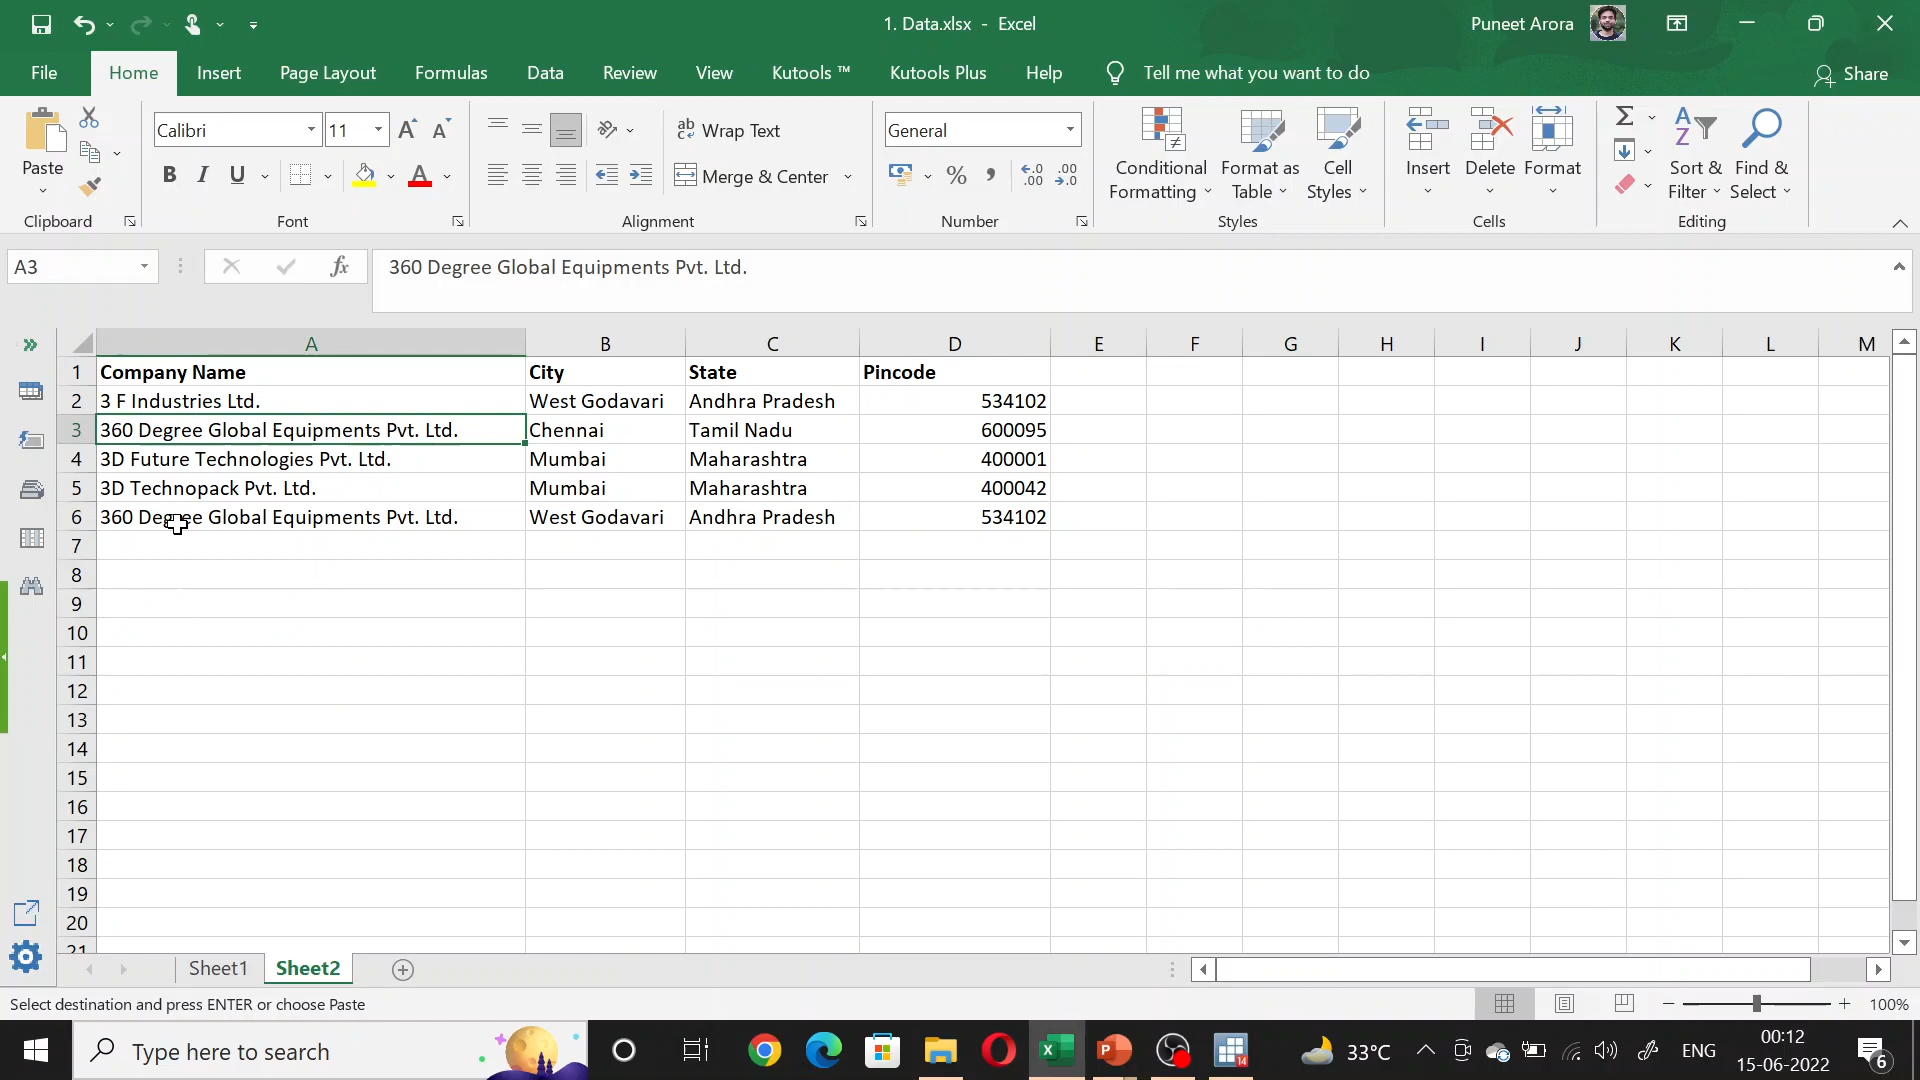 1. Data.xlsx - Excel
Puneet Arora
File Home Insert Page Layout Formulas Data Review View Kutools ™ Kutools Plus Help Tell me what you want to do Share
Paste
Clipboard
Calibri 11
B I U
A
Font
ab Wrap Text
Merge & Center
Alignment
General
% , .00
Number
Conditional Formatting
Format as Table
Cell Styles
Styles
Insert Delete Format
Cells
Sort & Filter
Find & Select
Editing
A3 fx 360 Degree Global Equipments Pvt. Ltd.
A B C D E F G H I J K L M
1 Company Name City State Pincode
2 3 F Industries Ltd. West Godavari Andhra Pradesh 534102
3 360 Degree Global Equipments Pvt. Ltd. Chennai Tamil Nadu 600095
4 3D Future Technologies Pvt. Ltd. Mumbai Maharashtra 400001
5 3D Technopack Pvt. Ltd. Mumbai Maharashtra 400042
6 360 Degree Global Equipments Pvt. Ltd. West Godavari Andhra Pradesh 534102
7
8
9
10
11
12
13
14
15
16
17
18
19
20
21
Sheet1 Sheet2
Select destination and press ENTER or choose Paste
100%
Type here to search
33°C
ENG
00:12
15-06-2022
6